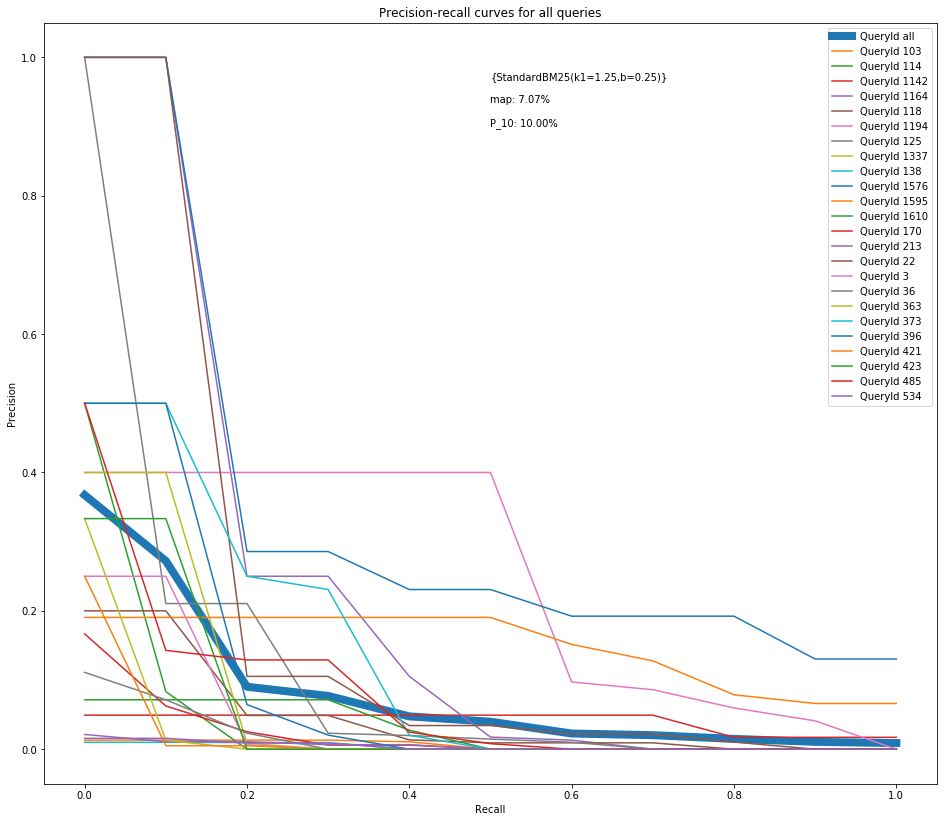 Precision-recall curves for all queries
{StandardBM25(k1=1.25,b=0.25)}
map: 7.07%
P_10: 10.00%
QueryId all
QueryId 103
QueryId 114
QueryId 1142
QueryId 1164
QueryId 118
QueryId 1194
QueryId 125
QueryId 1337
QueryId 138
QueryId 1576
QueryId 1595
QueryId 1610
QueryId 170
QueryId 213
QueryId 22
QueryId 3
QueryId 36
QueryId 363
QueryId 373
QueryId 396
QueryId 421
QueryId 423
QueryId 485
QueryId 534
Precision
1.0
0.8
0.6
0.4
0.2
0.0
0.0 0.2 0.4 0.6 0.8 1.0
Recall